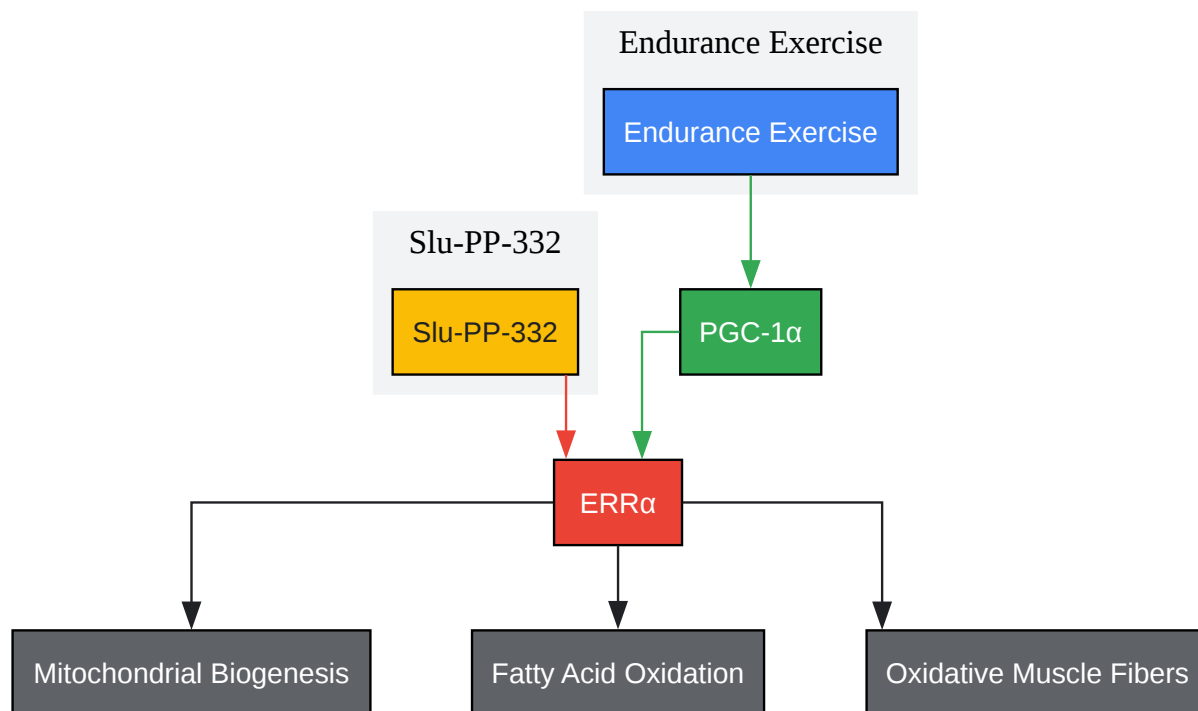 Endurance Exercise
Endurance Exercise
Slu-PP-332
Slu-PP-332
PGC-1α
ERRα
Mitochondrial Biogenesis
Fatty Acid Oxidation
Oxidative Muscle Fibers